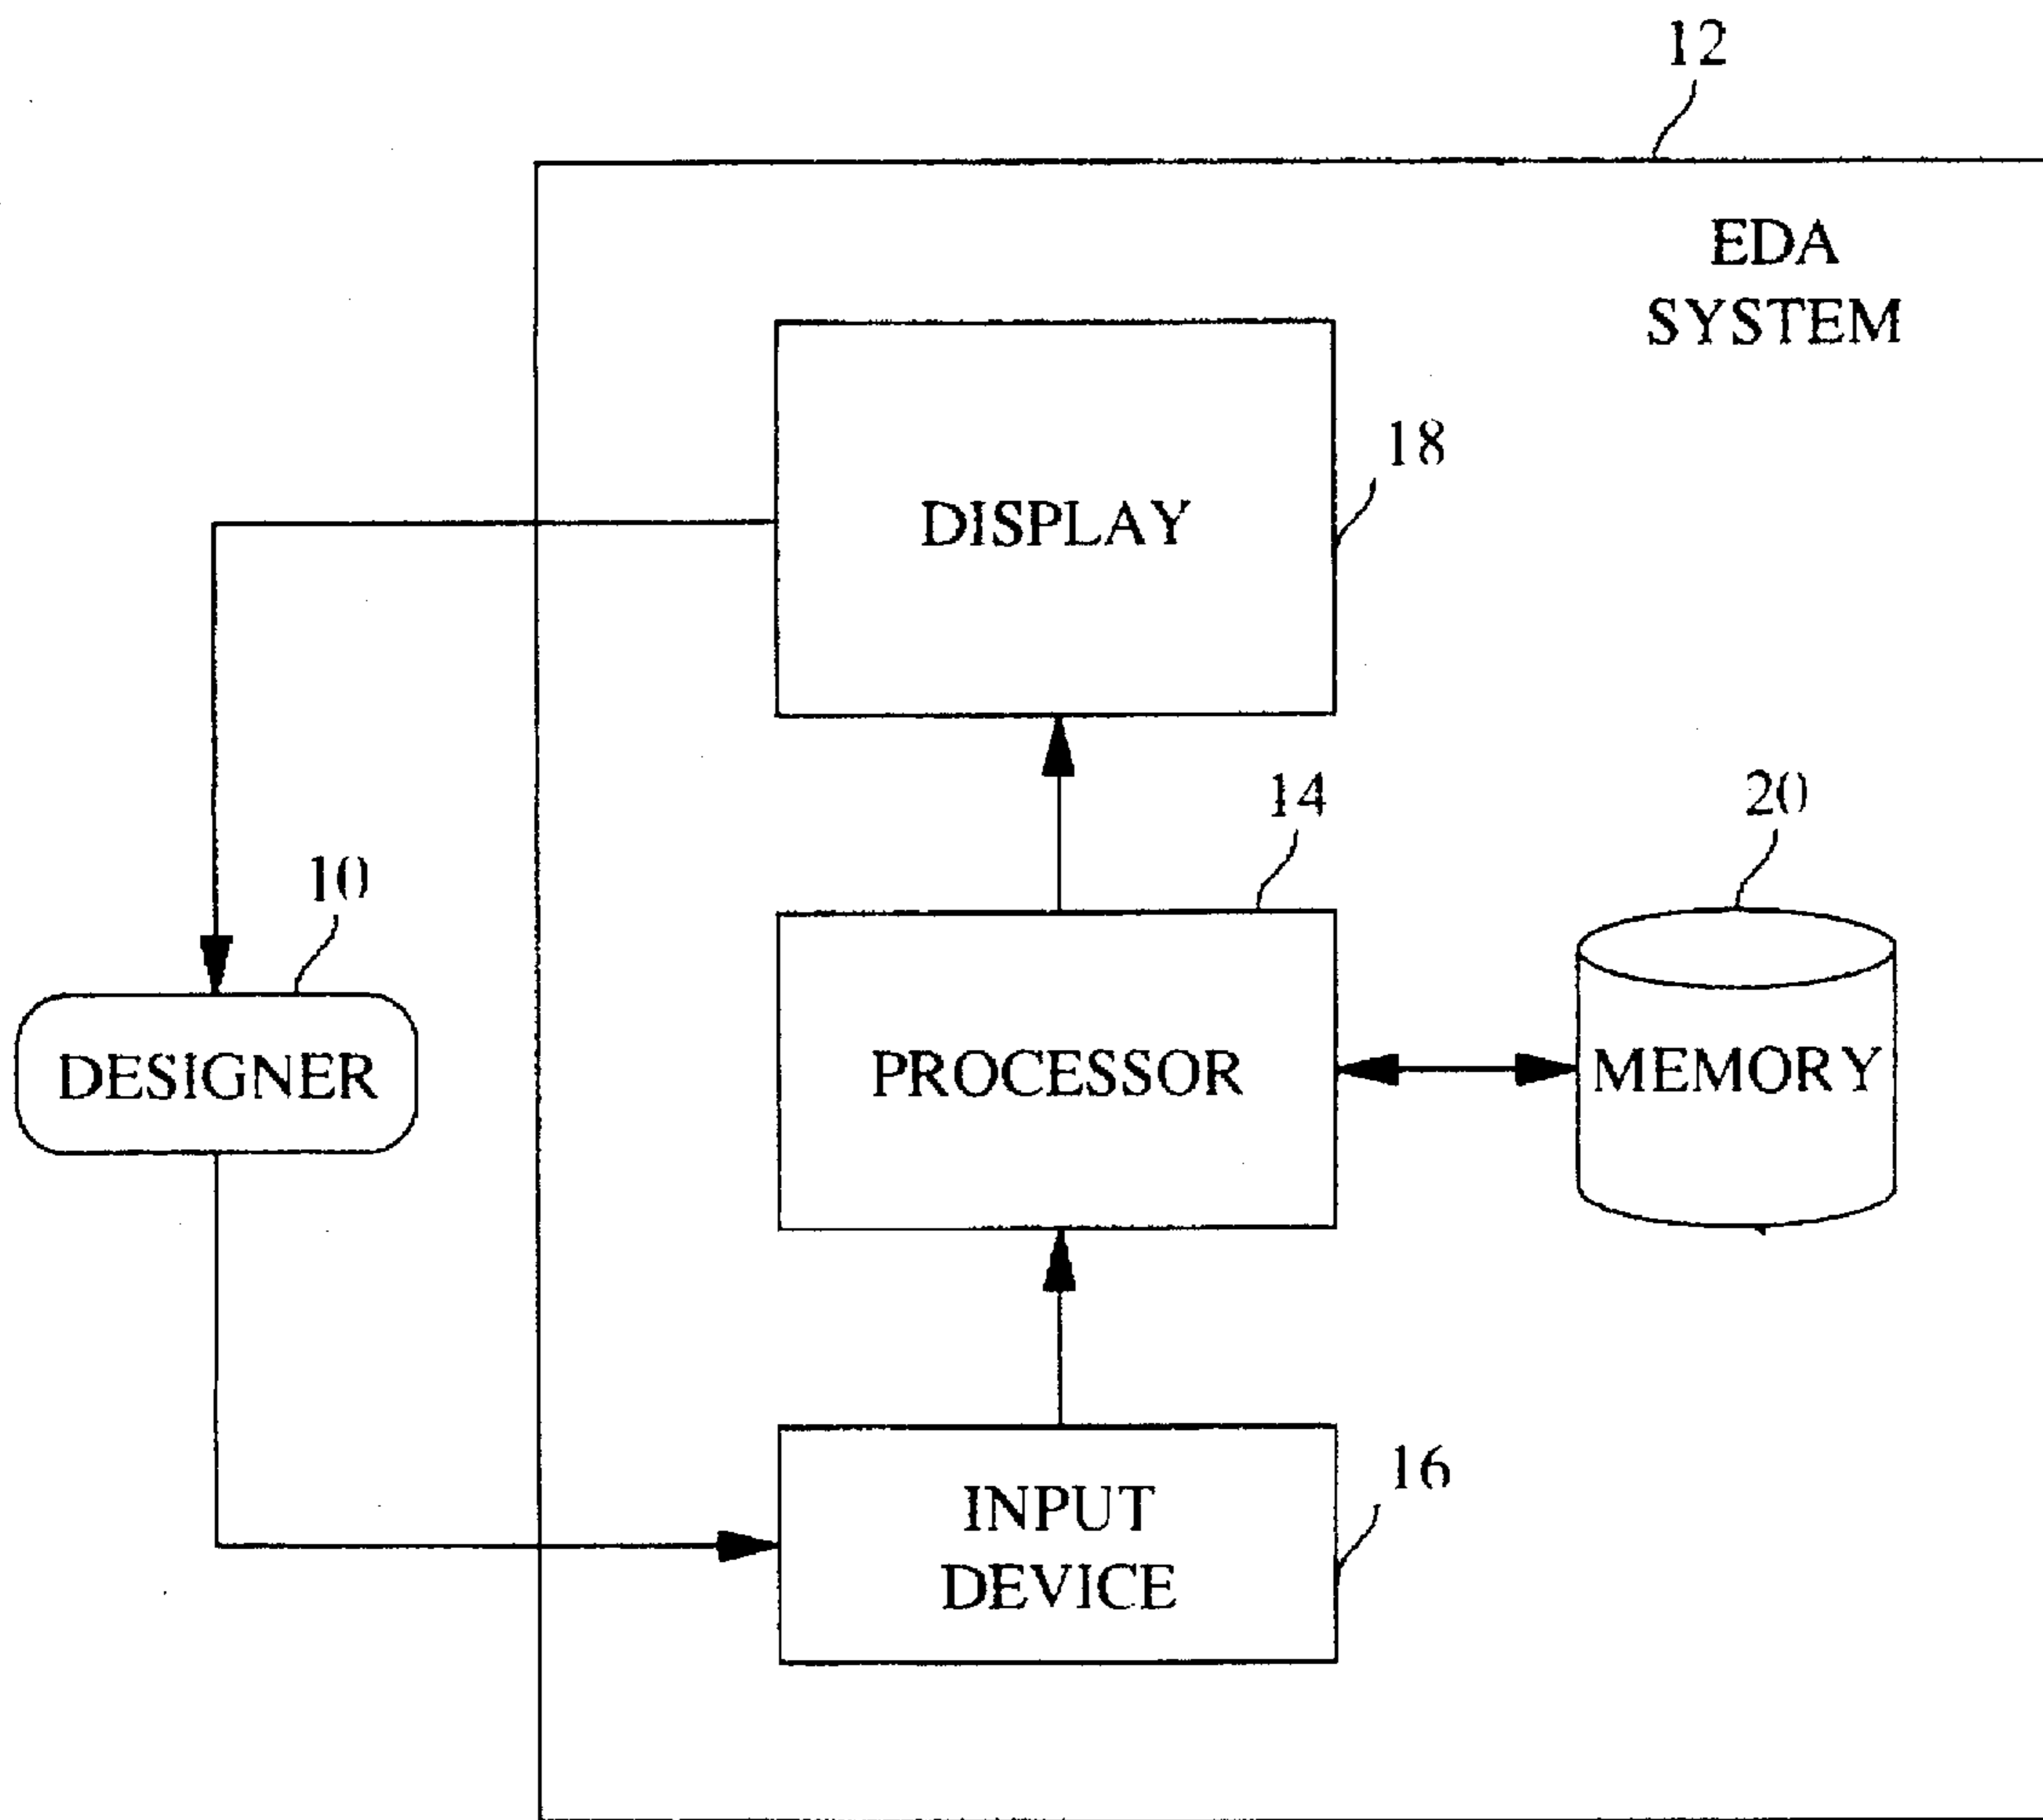 12
EDA
SYSTEM
18
DISPLAY
14
20
10
DESIGNER
PROCESSOR
MEMORY
16
INPUT
DEVICE